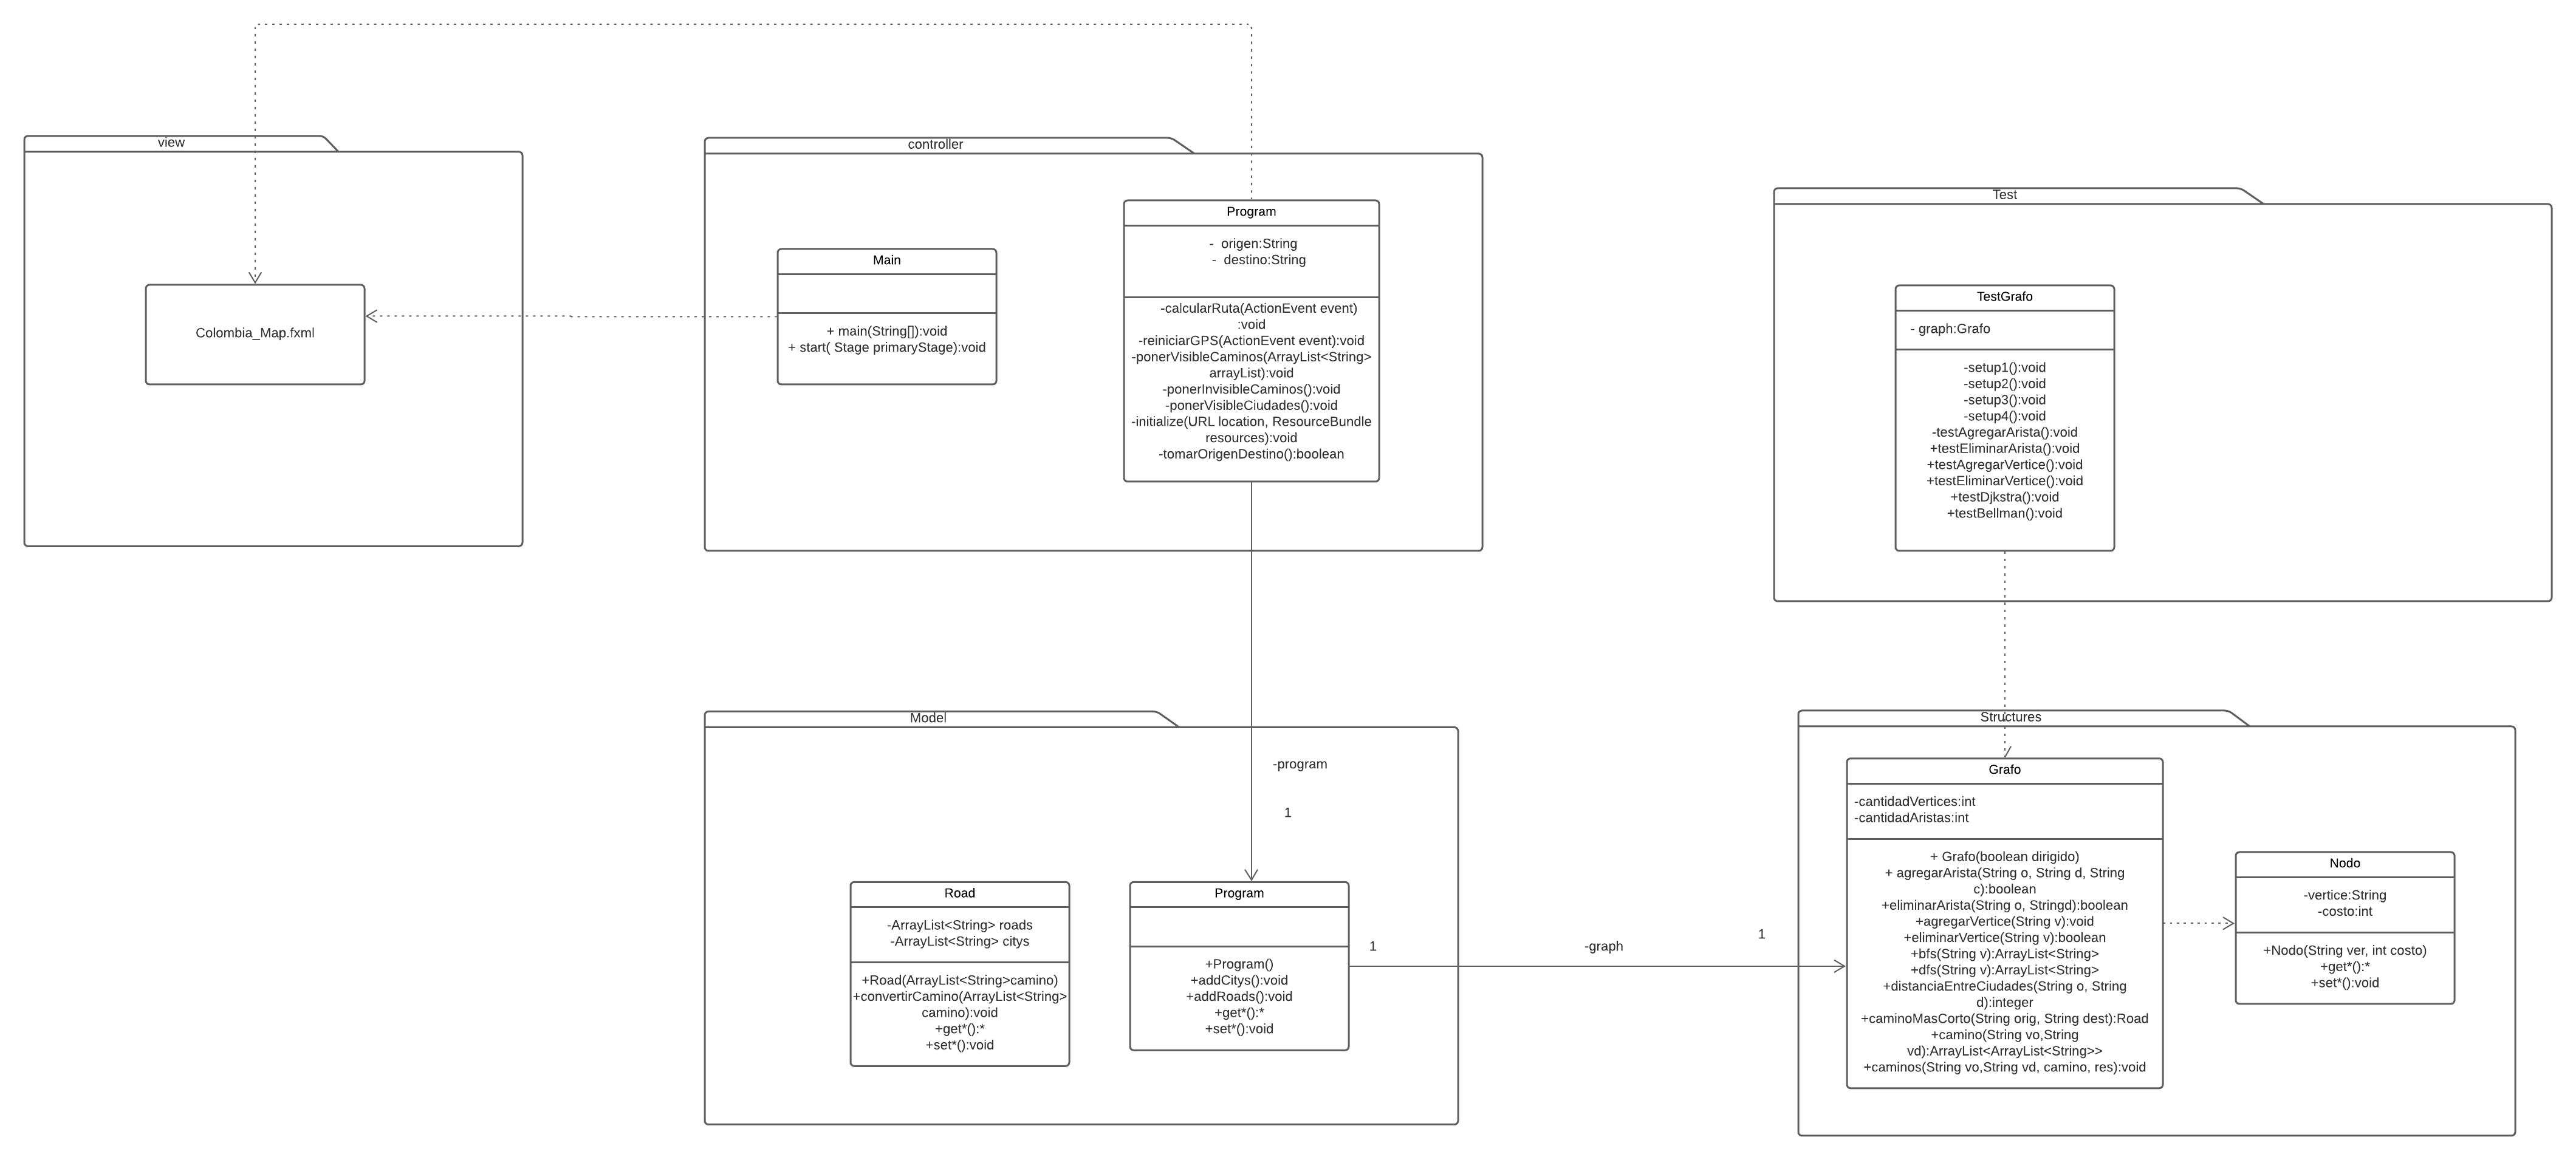 view
Colombia_Map.fxml
controller
Main
+ main(String[]):void
+ start( Stage primaryStage):void
Program
- origen:String
- destino:String
-calcularRuta(ActionEvent event)
:void
-reiniciarGPS(ActionEvent event):void
-ponerVisibleCaminos(ArrayList<String>
arrayList):void
-ponerInvisibleCaminos():void
-ponerVisibleCiudades():void
-initialize(URL location, ResourceBundle
resources):void
-tomarOrigenDestino():boolean
Test
TestGrafo
- graph:Grafo
-setup1():void
-setup2():void
-setup3():void
-setup4():void
-testAgregarArista():void
+testEliminarArista():void
+testAgregarVertice():void
+testEliminarVertice():void
+testDjkstra():void
+testBellman():void
Model
-program
1
Road
-ArrayList<String> roads
-ArrayList<String> citys
+Road(ArrayList<String>camino)
+convertirCamino(ArrayList<String>
camino):void
+get*():*
+set*():void
Program
+Program()
+addCitys():void
+addRoads():void
+get*():*
+set*():void
1
-graph
1
Structures
Grafo
-cantidadVertices:int
-cantidadAristas:int
+ Grafo(boolean dirigido)
+ agregarArista(String o, String d, String
c):boolean
+eliminarArista(String o, Stringd):boolean
+agregarVertice(String v):void
+eliminarVertice(String v):boolean
+bfs(String v):ArrayList<String>
+dfs(String v):ArrayList<String>
+distanciaEntreCiudades(String o, String
d):integer
+caminoMasCorto(String orig, String dest):Road
+camino(String vo,String
vd):ArrayList<ArrayList<String>>
+caminos(String vo,String vd, camino, res):void
Nodo
-vertice:String
-costo:int
+Nodo(String ver, int costo)
+get*():*
+set*():void